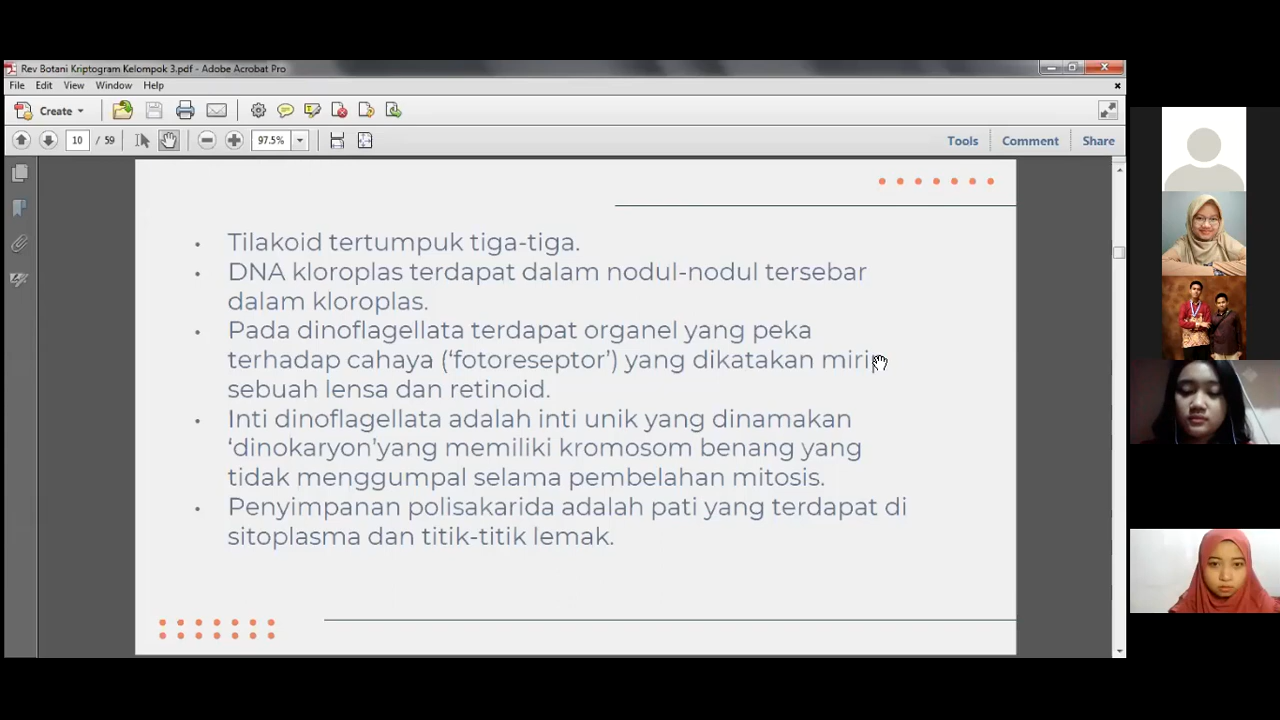 Rev Botani Kriptogram Kelompok 3.pdf - Adobe Acrobat Pro
File Edit View Window Help
Create
10 / 59 97.5% Tools Comment Share
• Tilakoid tertumpuk tiga-tiga.
• DNA kloroplas terdapat dalam nodul-nodul tersebar
dalam kloroplas.
• Pada dinoflagellata terdapat organel yang peka
terhadap cahaya (‘fotoreseptor’) yang dikatakan mirip
sebuah lensa dan retinoid.
• Inti dinoflagellata adalah inti unik yang dinamakan
‘dinokaryon’yang memiliki kromosom benang yang
tidak menggumpal selama pembelahan mitosis.
• Penyimpanan polisakarida adalah pati yang terdapat di
sitoplasma dan titik-titik lemak.